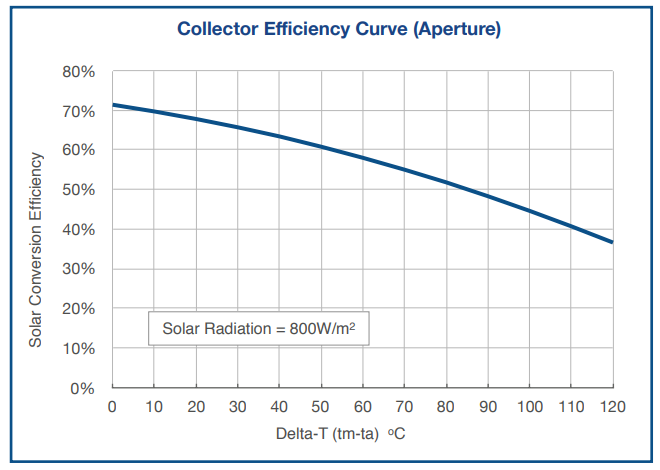 Collector Efficiency Curve (Aperture)
80%
70%
60%
50%
40%
30%
20%
10%
0%
Solar Conversion Efficiency
Solar Radiation = 800W/m²
0 10 20 30 40 50 60 70 80 90 100 110 120
Delta-T (tm-ta) ºC